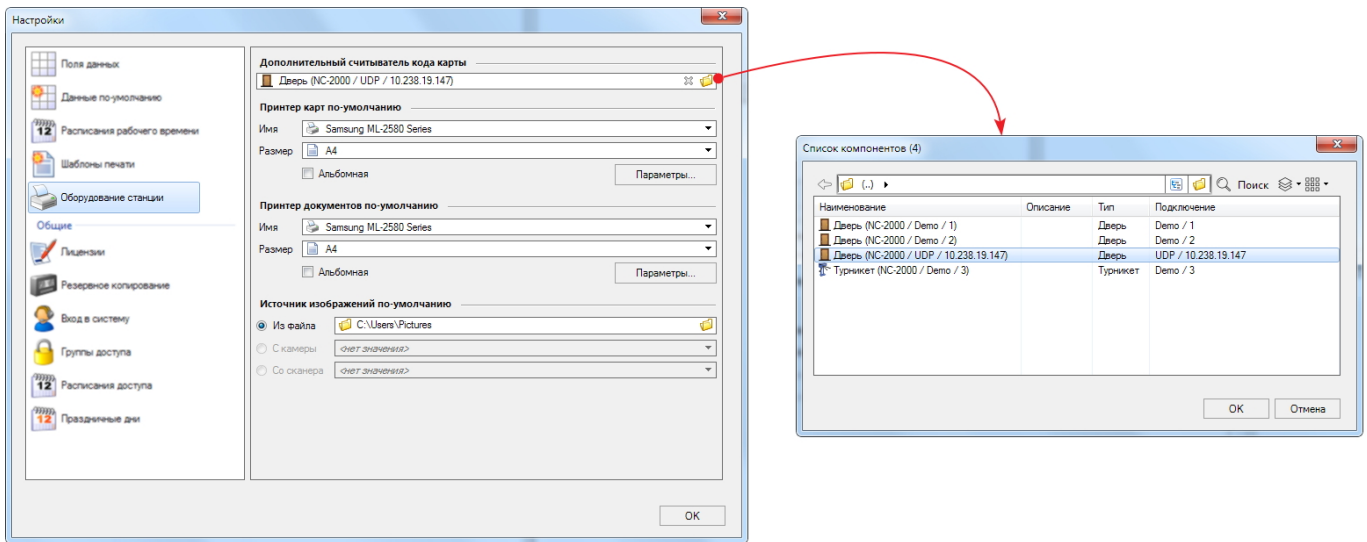 Настройки
Поля данных
Данные по-умолчанию
Расписания рабочего времени
Шаблоны печати
Оборудование станции
Общие
Лицензии
Резервное копирование
Вход в систему
Группы доступа
Расписания доступа
Праздничные дни
Дополнительный считыватель кода карты
Дверь (NC-2000 / UDP / 10.238.19.147)
Принтер карт по-умолчанию
Имя Samsung ML-2580 Series
Размер A4
Альбомная Параметры...
Принтер документов по-умолчанию
Имя Samsung ML-2580 Series
Размер A4
Альбомная Параметры...
Источник изображений по-умолчанию
Из файла C:\Users\Pictures
С камеры <нет значения>
Со сканера <нет значения>
OK
Список компонентов (4)
(..) Поиск
Наименование Описание Тип Подключение
Дверь (NC-2000 / Demo / 1) Дверь Demo / 1
Дверь (NC-2000 / Demo / 2) Дверь Demo / 2
Дверь (NC-2000 / UDP / 10.238.19.147) Дверь UDP / 10.238.19.147
Турникет (NC-2000 / Demo / 3) Турникет Demo / 3
OK Отмена